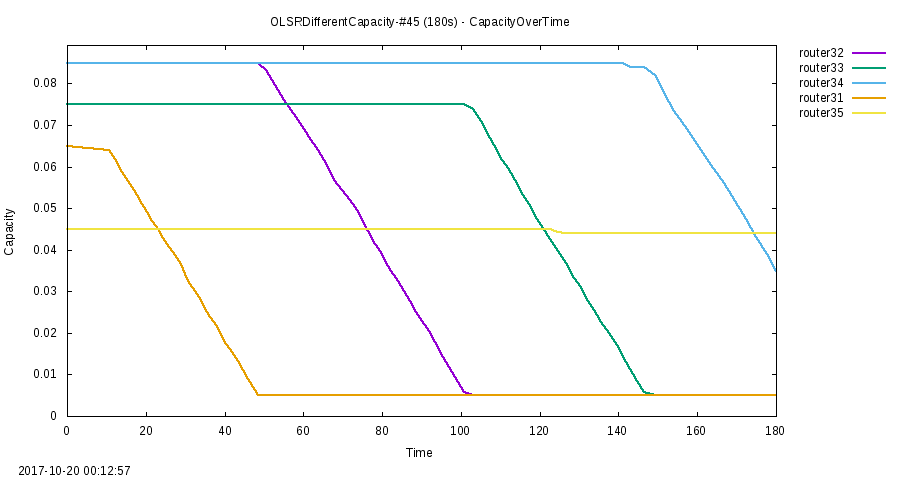 OLSRDifferentCapacity-#45 (180s) - CapacityOverTime
router32
router33
router34
router31
router35
0.08
0.07
0.06
0.05
0.04
0.03
0.02
0.01
0
Capacity
0 20 40 60 80 100 120 140 160 180
Time
2017-10-20 00:12:57